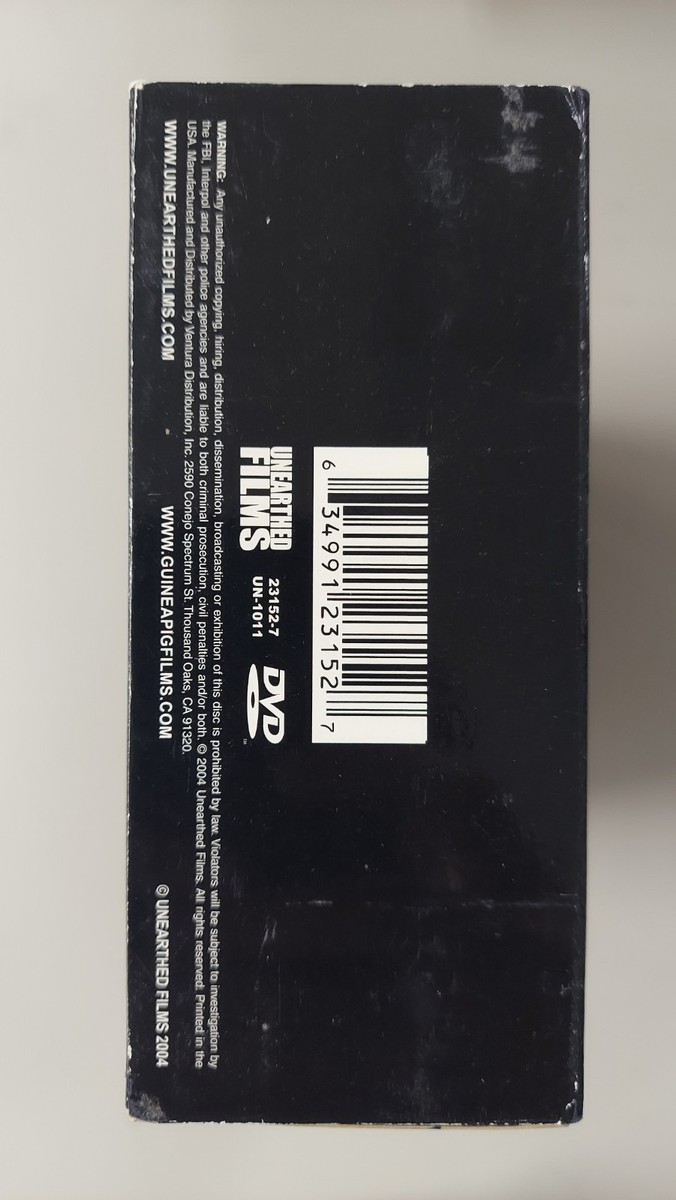 6 34991 23152 7
UNEARTHED
FILMS
23152-7
UN-1011
DVD
™
WARNING: Any unauthorized copying, hiring, distribution, dissemination, broadcasting or exhibition of this disc is prohibited by law. Violators will be subject to investigation by
the FBI, Interpol and other police agencies and are liable to both criminal prosecution, civil penalties and/or both. © 2004 Unearthed Films. All rights reserved. Printed in the
USA. Manufactured and Distributed by Ventura Distribution, Inc. 2590 Conejo Spectrum St. Thousand Oaks, CA 91320.
WWW.UNEARTHEDFILMS.COM
WWW.GUINEAPIGFILMS.COM
© UNEARTHED FILMS 2004